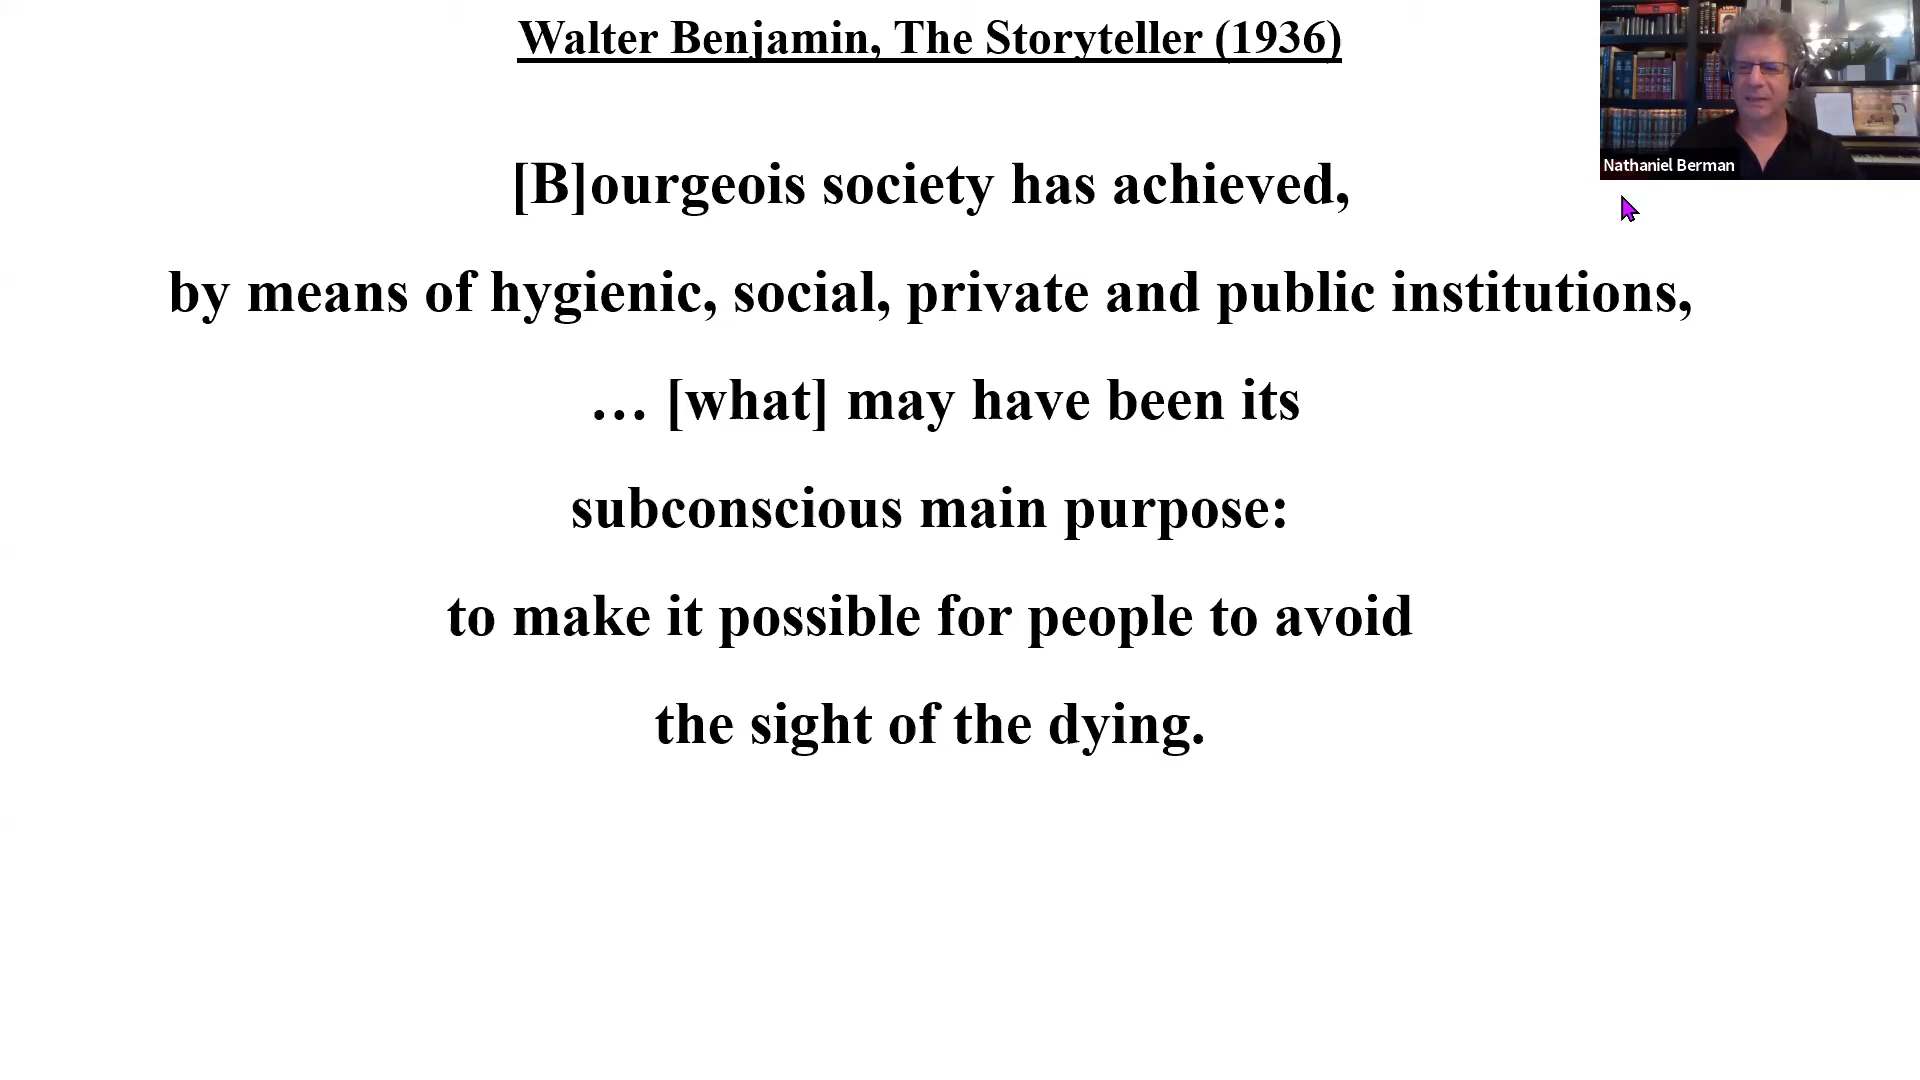 Walter Benjamin, The Storyteller (1936)
[B]ourgeois society has achieved,
by means of hygienic, social, private and public institutions,
… [what] may have been its
subconscious main purpose:
to make it possible for people to avoid
the sight of the dying.
Nathaniel Berman